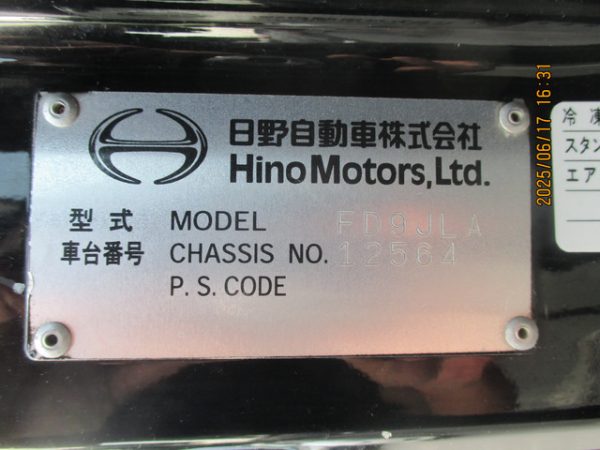 日野自動車株式会社
Hino Motors, Ltd.
型式 MODEL FD9JLA
車台番号 CHASSIS NO. 12564
P. S. CODE
冷凍
スタン
エア
2025/06/17 16:31